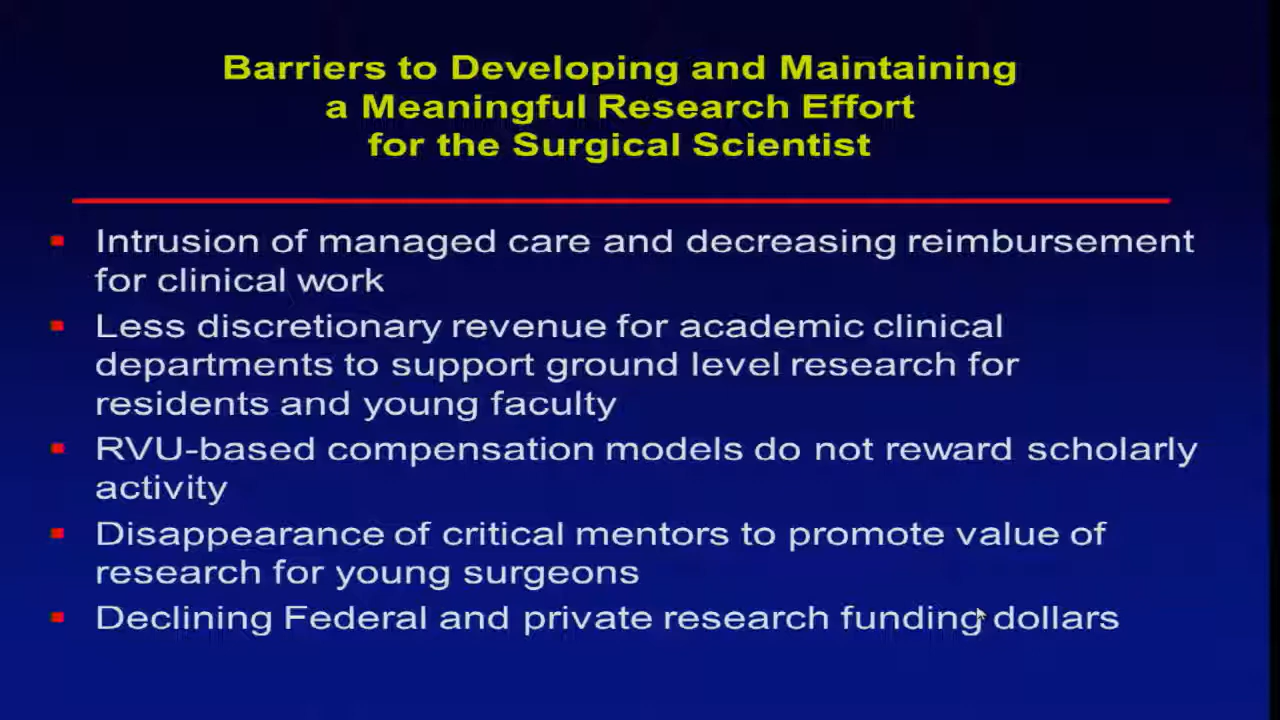 Barriers to Developing and Maintaining
a Meaningful Research Effort
for the Surgical Scientist
Intrusion of managed care and decreasing reimbursement
for clinical work
Less discretionary revenue for academic clinical
departments to support ground level research for
residents and young faculty
RVU-based compensation models do not reward scholarly
activity
Disappearance of critical mentors to promote value of
research for young surgeons
Declining Federal and private research funding dollars